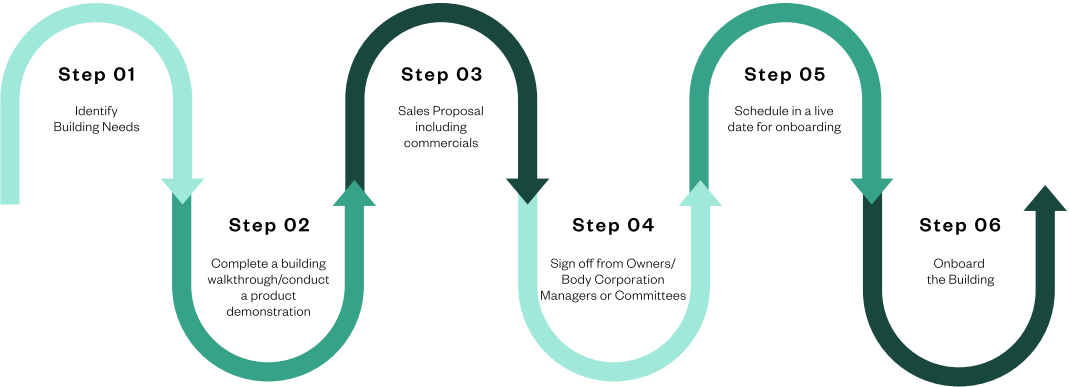 Step 01
Identify
Building Needs
Step 02
Complete a building
walkthrough/conduct
a product
demonstration
Step 03
Sales Proposal
including
commercials
Step 04
Sign off from Owners/
Body Corporation
Managers or Committees
Step 05
Schedule in a live
date for onboarding
Step 06
Onboard
the Building